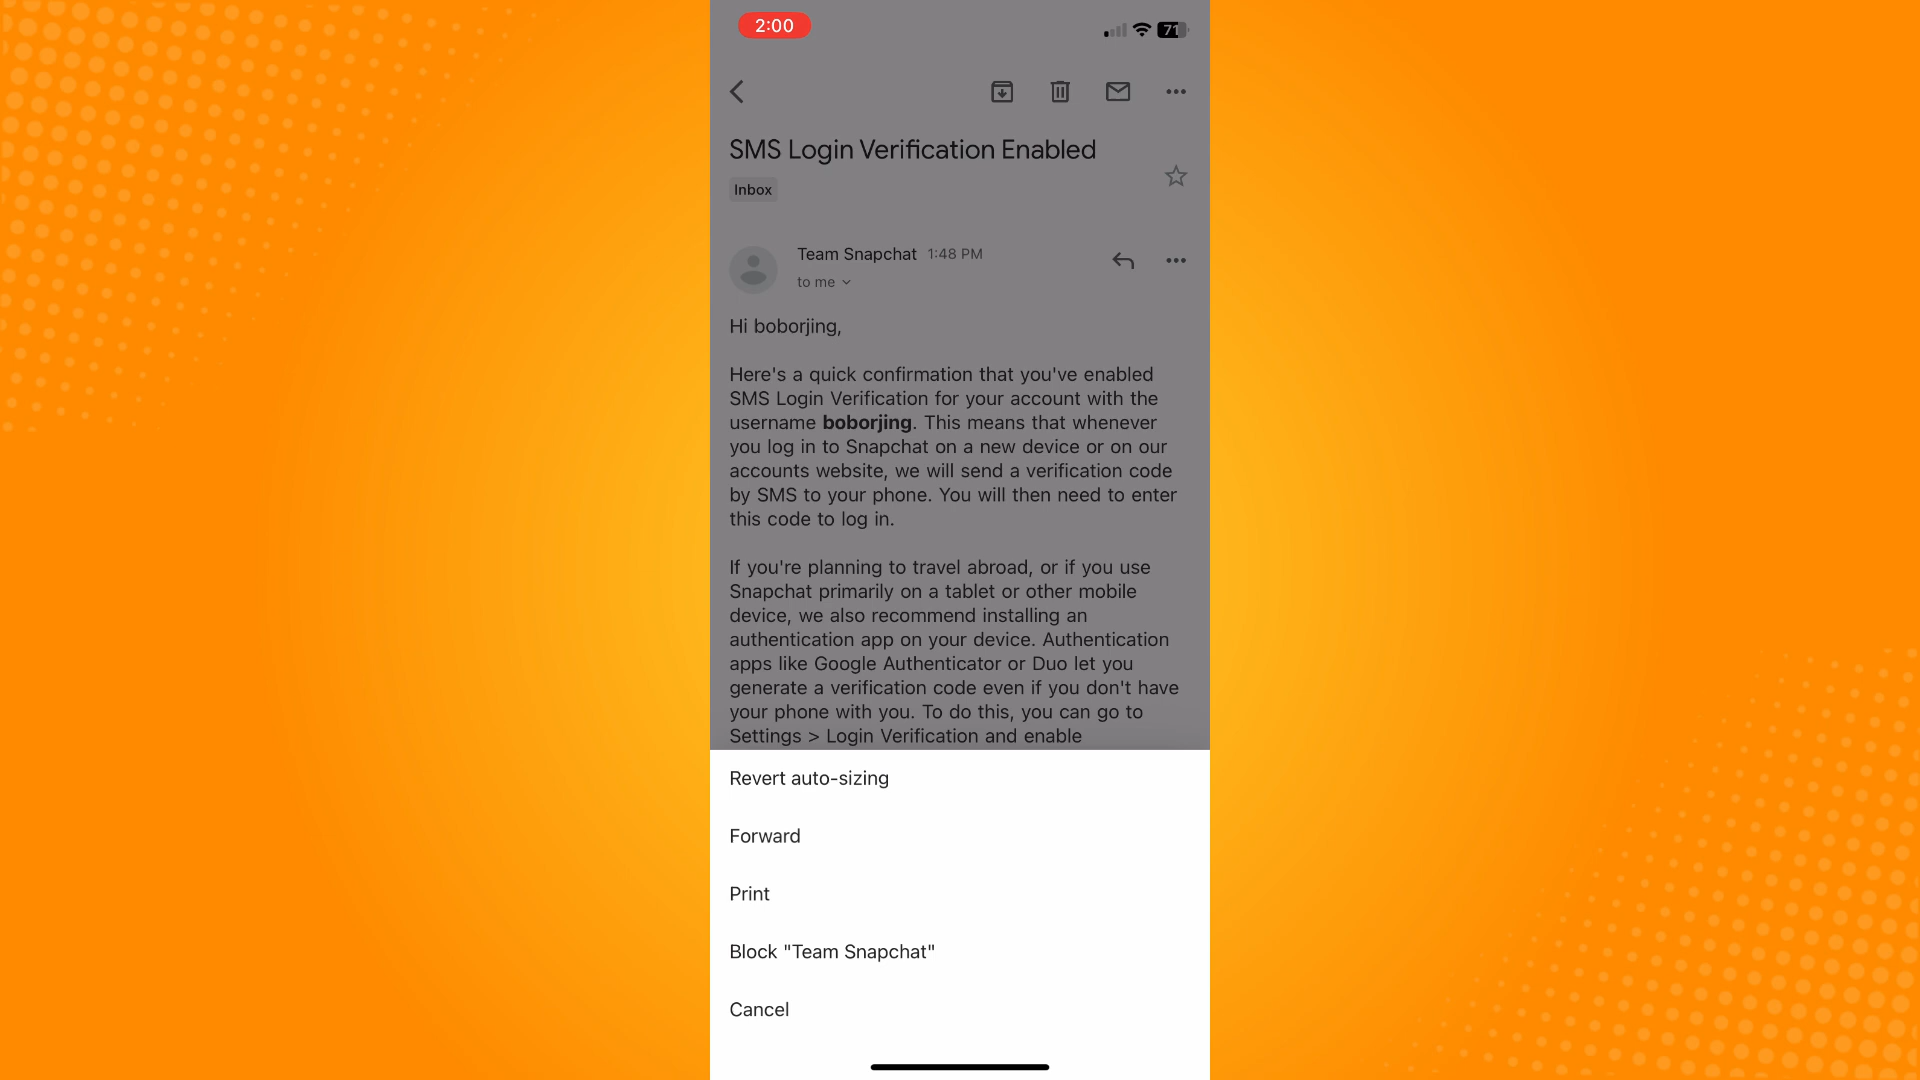 2:00
71
SMS Login Verification Enabled
Inbox
Team Snapchat 1:48 PM
to me
Hi boborjing,
Here's a quick confirmation that you've enabled
SMS Login Verification for your account with the
username boborjing. This means that whenever
you log in to Snapchat on a new device or on our
accounts website, we will send a verification code
by SMS to your phone. You will then need to enter
this code to log in.
If you're planning to travel abroad, or if you use
Snapchat primarily on a tablet or other mobile
device, we also recommend installing an
authentication app on your device. Authentication
apps like Google Authenticator or Duo let you
generate a verification code even if you don't have
your phone with you. To do this, you can go to
Settings > Login Verification and enable
Revert auto-sizing
Forward
Print
Block "Team Snapchat"
Cancel